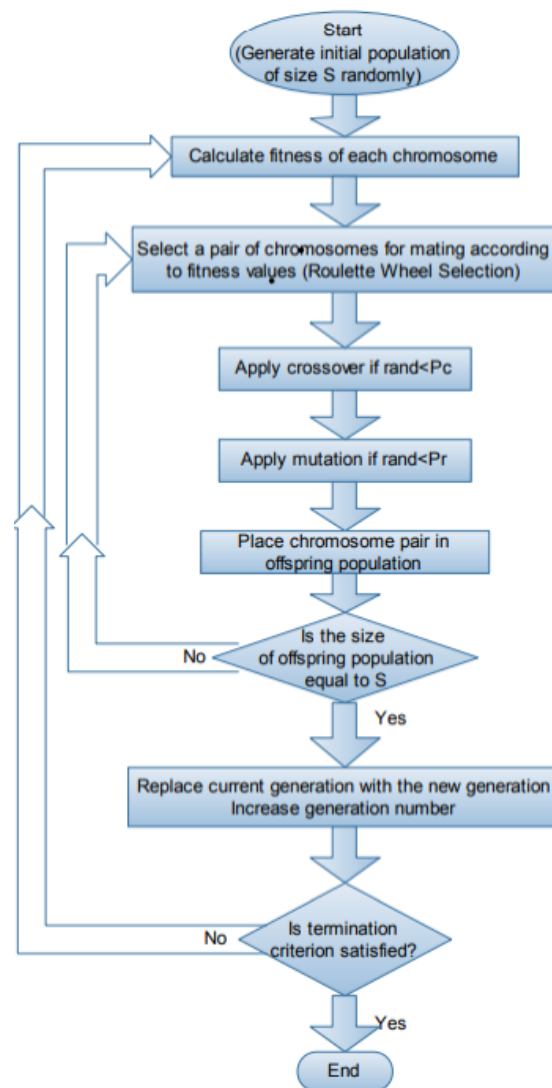 Start
(Generate initial population
of size S randomly)
Calculate fitness of each chromosome
Select a pair of chromosomes for mating according
to fitness values (Roulette Wheel Selection)
Apply crossover if rand<Pc
Apply mutation if rand<Pr
Place chromosome pair in
offspring population
Is the size
of offspring population
equal to S
No
Yes
Replace current generation with the new generation
Increase generation number
Is termination
criterion satisfied?
No
Yes
End